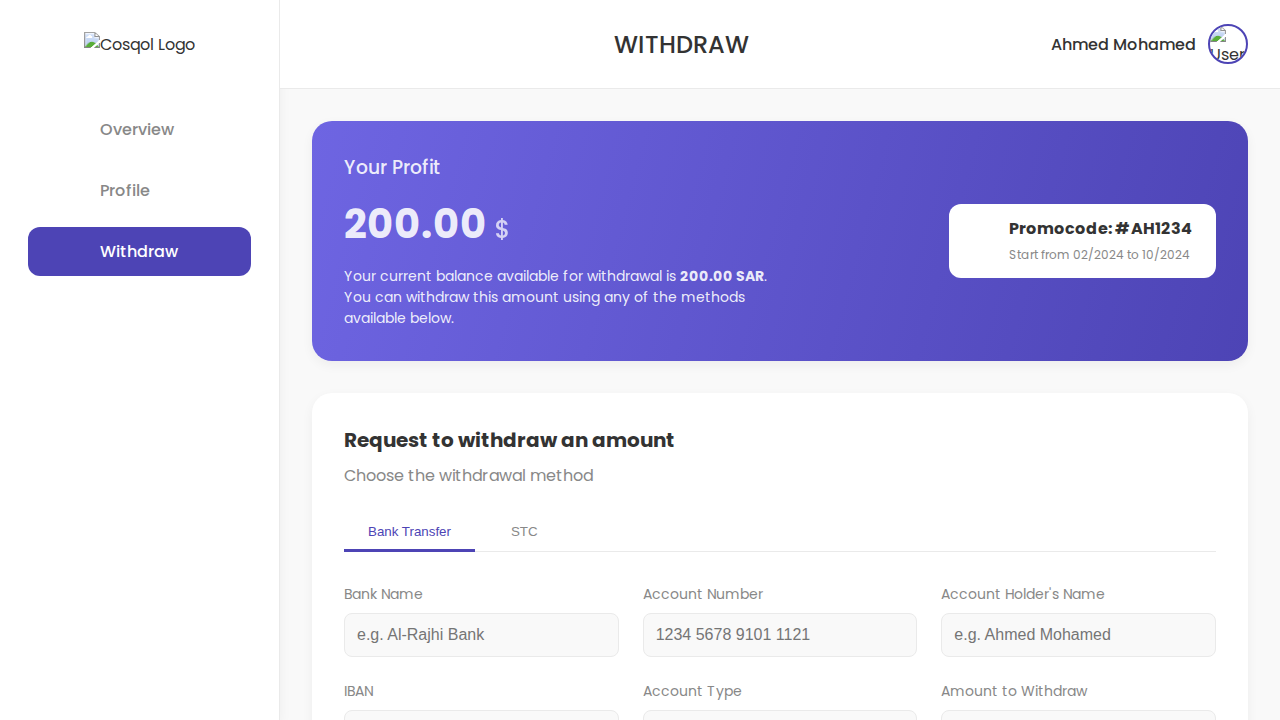 Cosqol Logo
WITHDRAW
Ahmed Mohamed
User
Overview
Profile
Withdraw
Your Profit
200.00 $
Your current balance available for withdrawal is 200.00 SAR.
You can withdraw this amount using any of the methods
available below.
Promocode:#AH1234
Start from 02/2024 to 10/2024
Request to withdraw an amount
Choose the withdrawal method
Bank Transfer
STC
Bank Name
Account Number
Account Holder's Name
e.g. Al-Rajhi Bank
1234 5678 9101 1121
e.g. Ahmed Mohamed
IBAN
Account Type
Amount to Withdraw